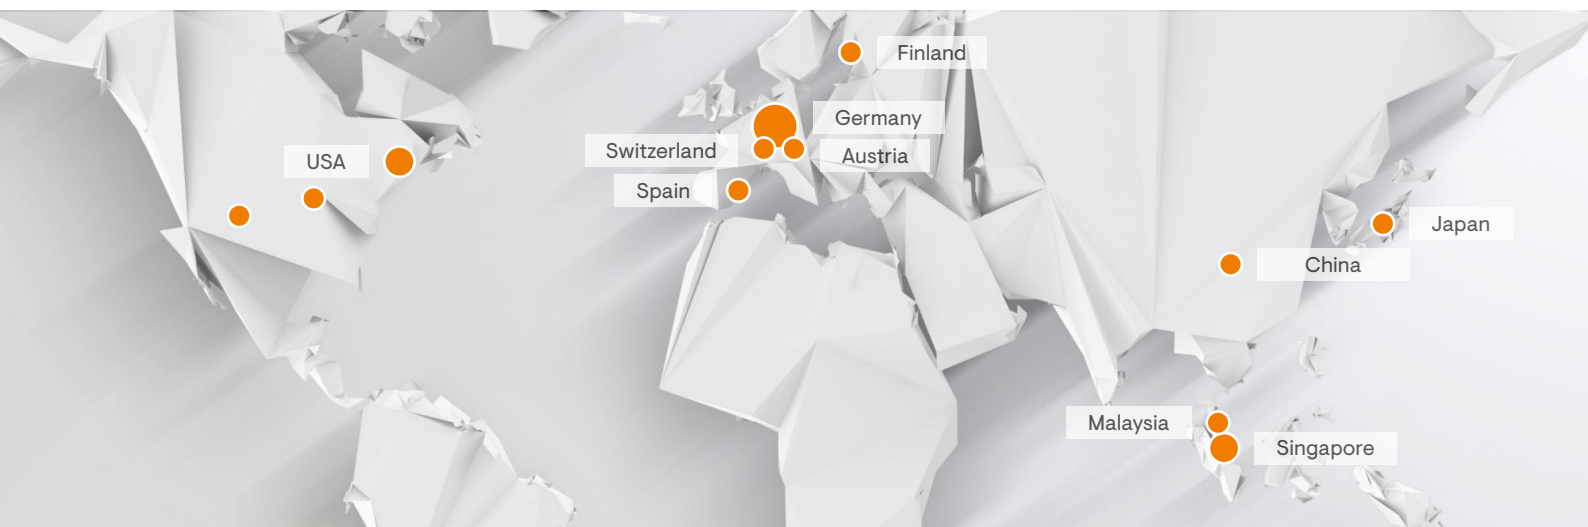 Finland
Germany
Switzerland
USA
Austria
Spain
Japan
China
Malaysia
Singapore